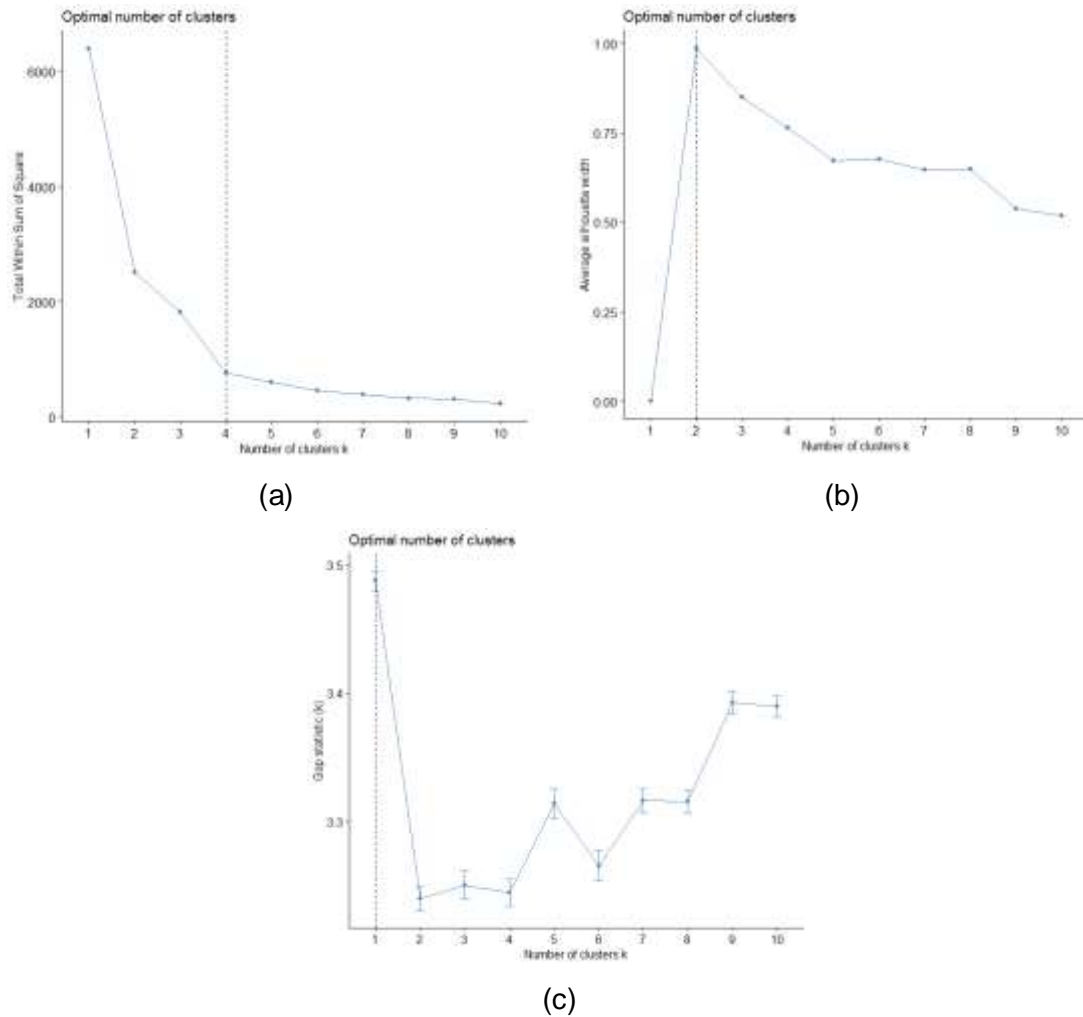 Optimal number of clusters
6000
4000
2000
0
Total Within Sum of Square
1 2 3 4 5 6 7 8 9 10
Number of clusters k
(a)
Optimal number of clusters
1.00
0.75
0.50
0.25
0.00
Average silhouette width
1 2 3 4 5 6 7 8 9 10
Number of clusters k
(b)
Optimal number of clusters
3.5
3.4
3.3
Gap statistic (k)
1 2 3 4 5 6 7 8 9 10
Number of clusters k
(c)